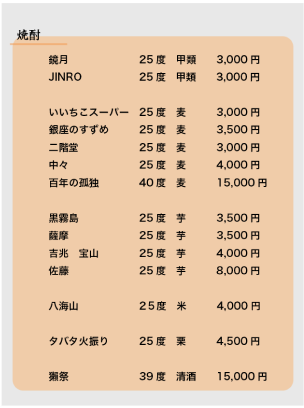 焼酎
鏡月 25度 甲類 3,000円
JINRO 25度 甲類 3,000円
いいちこスーパー 25度 麦 3,000円
銀座のすずめ 25度 麦 3,500円
二階堂 25度 麦 3,000円
中々 25度 麦 4,000円
百年の孤独 40度 麦 15,000円
黒霧島 25度 芋 3,500円
薩摩 25度 芋 3,500円
吉兆 宝山 25度 芋 4,000円
佐藤 25度 芋 8,000円
八海山 25度 米 4,000円
タバタ火振り 25度 栗 4,500円
獺祭 39度 清酒 15,000円